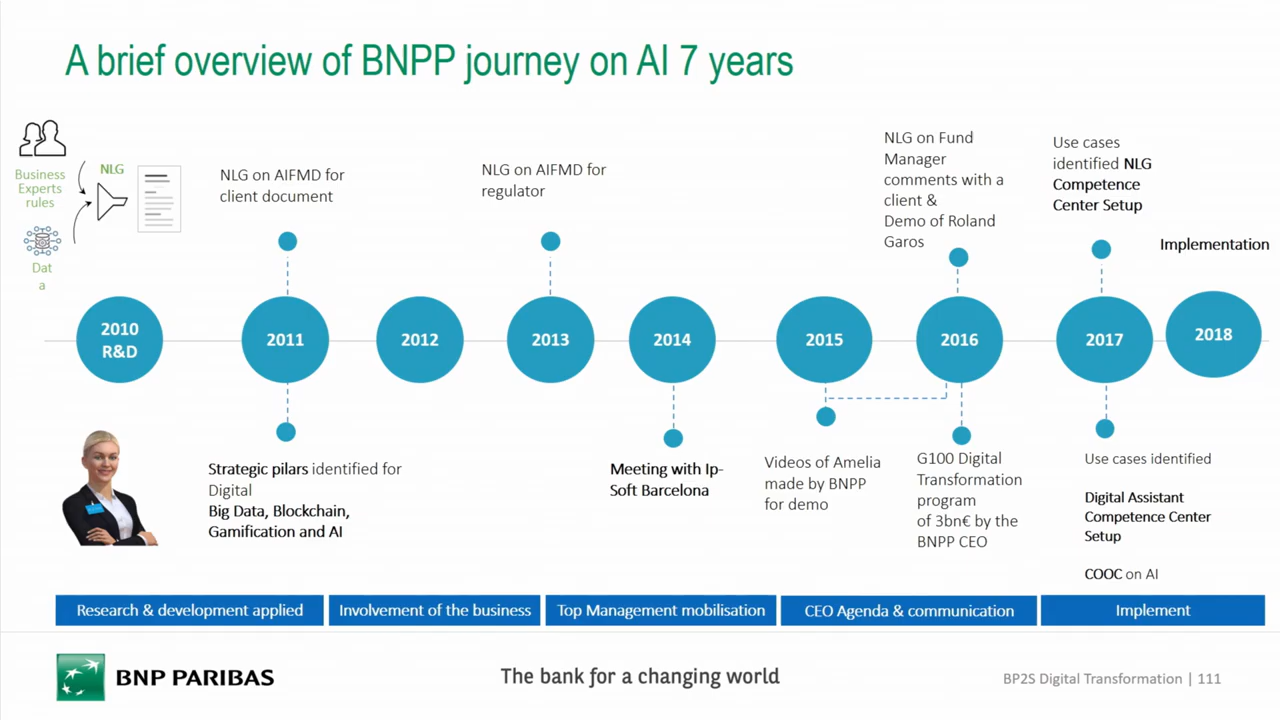 A brief overview of BNPP journey on AI 7 years
Business
Experts
rules
NLG
Dat
a
NLG on AIFMD for
client document
NLG on AIFMD for
regulator
NLG on Fund
Manager
comments with a
client &
Demo of Roland
Garos
Use cases
identified NLG
Competence
Center Setup
Implementation
2010
R&D
2011
2012
2013
2014
2015
2016
2017
2018
Strategic pilars identified for
Digital
Big Data, Blockchain,
Gamification and AI
Meeting with Ip-
Soft Barcelona
Videos of Amelia
made by BNPP
for demo
G100 Digital
Transformation
program
of 3bn€ by the
BNPP CEO
Use cases identified
Digital Assistant
Competence Center
Setup
COOC on AI
Research & development applied
Involvement of the business
Top Management mobilisation
CEO Agenda & communication
Implement
BNP PARIBAS
The bank for a changing world
BP2S Digital Transformation | 111